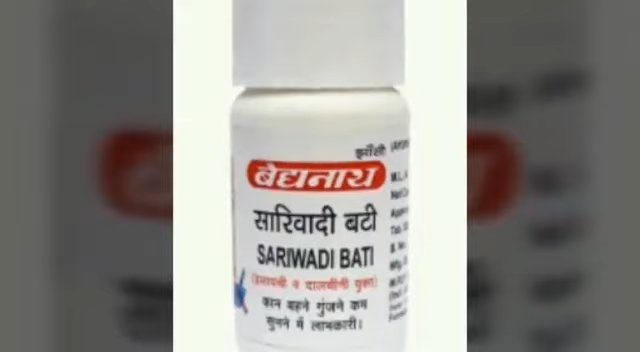 झाँसी
बैद्यनाथ
सारिवादी बटी
SARIWADI BATI
(इलायची व दालचीनी युक्त)
कान बहने गुंजने कम
सुनने में लाभकारी।